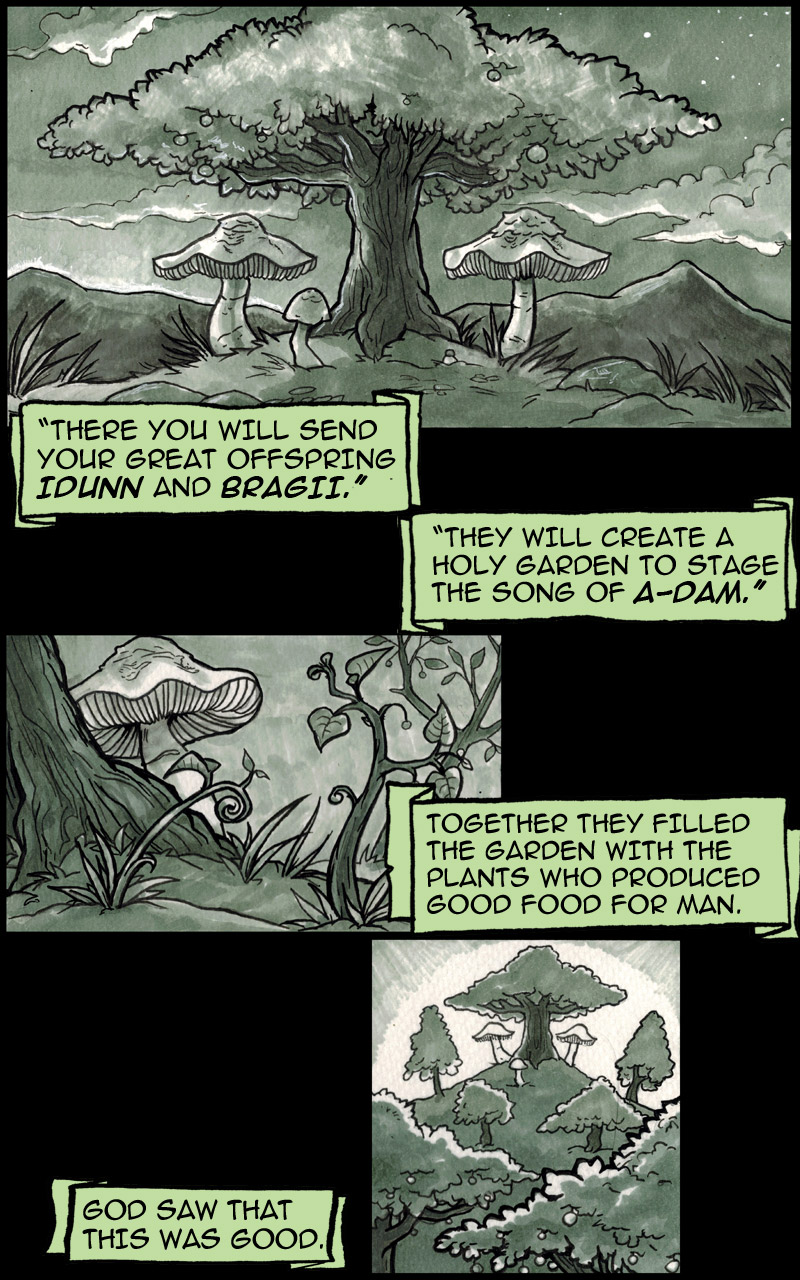 "THERE YOU WILL SEND
YOUR GREAT OFFSPRING
IDUNN AND BRAGII."
"THEY WILL CREATE A
HOLY GARDEN TO STAGE
THE SONG OF A-DAM."
TOGETHER THEY FILLED
THE GARDEN WITH THE
PLANTS WHO PRODUCED
GOOD FOOD FOR MAN.
GOD SAW THAT
THIS WAS GOOD.